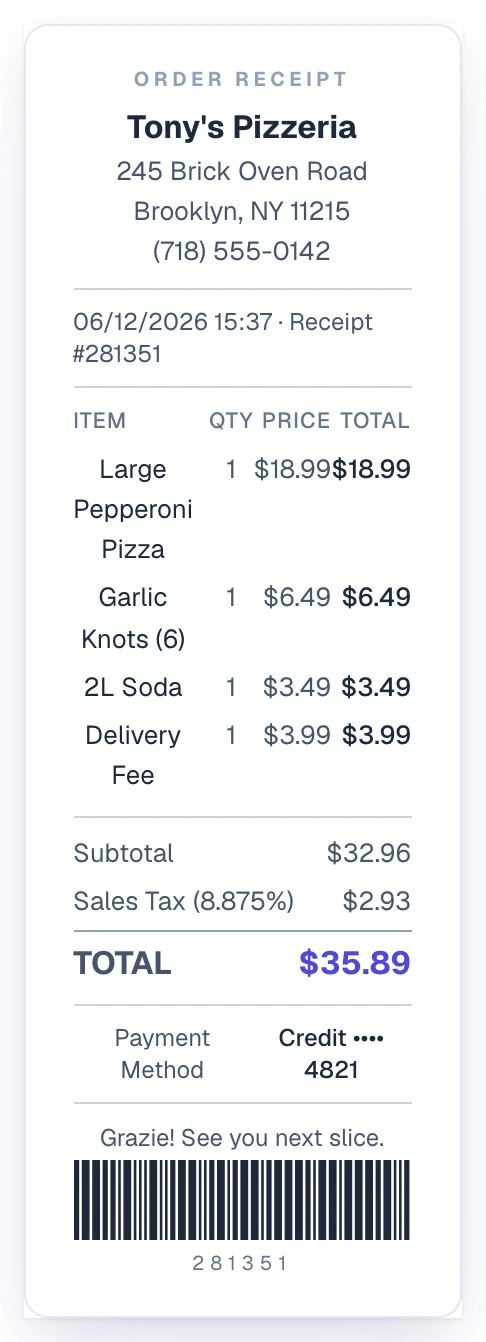 ORDER RECEIPT
Tony's Pizzeria
245 Brick Oven Road
Brooklyn, NY 11215
(718) 555-0142
06/12/2026 15:37 · Receipt
#281351
ITEM QTY PRICE TOTAL
Large 1 $18.99 $18.99
Pepperoni
Pizza
Garlic 1 $6.49 $6.49
Knots (6)
2L Soda 1 $3.49 $3.49
Delivery 1 $3.99 $3.99
Fee
Subtotal $32.96
Sales Tax (8.875%) $2.93
TOTAL $35.89
Payment Credit ••••
Method 4821
Grazie! See you next slice.
281351